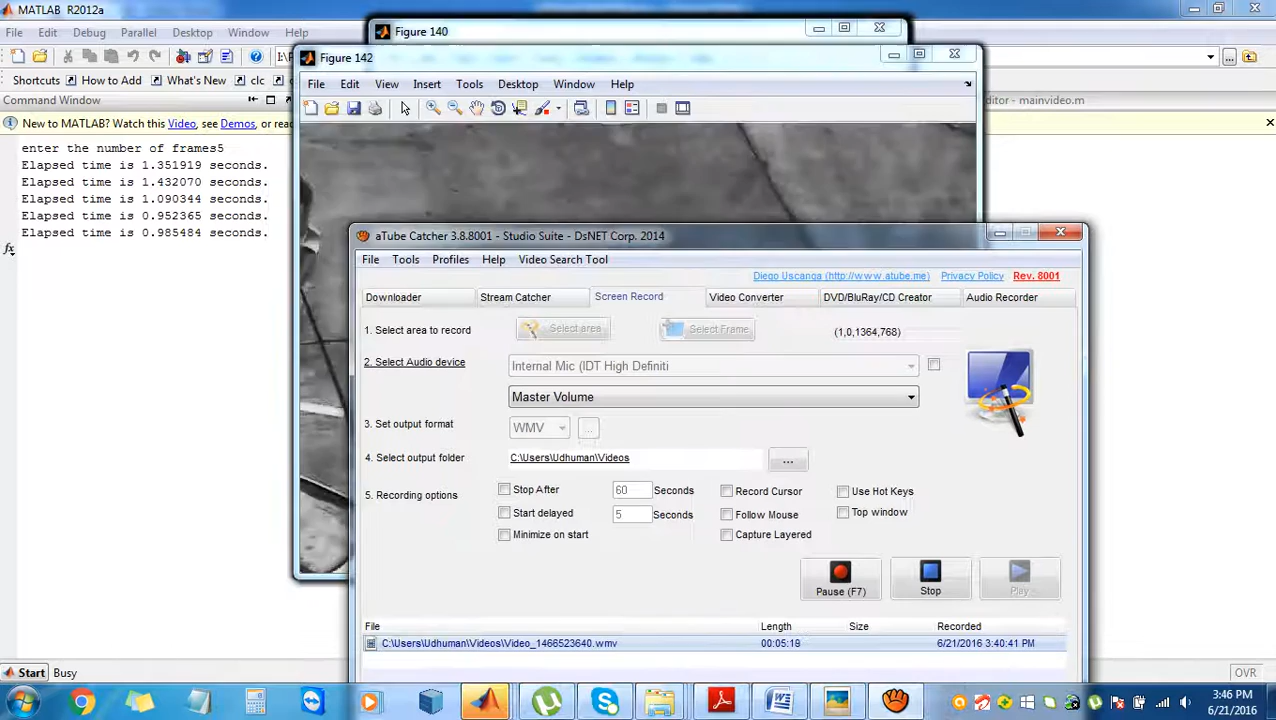 MATLAB R2012a
File Edit Debug Parallel Desktop Window Help
Shortcuts How to Add What's New clc
Command Window
New to MATLAB? Watch this Video, see Demos, or rea
enter the number of frames5
Elapsed time is 1.351919 seconds.
Elapsed time is 1.432070 seconds.
Elapsed time is 1.090344 seconds.
Elapsed time is 0.952365 seconds.
Elapsed time is 0.985484 seconds.
fx
Figure 140
Figure 142
File Edit View Insert Tools Desktop Window Help
ditor - mainvideo.m
aTube Catcher 3.8.8001 - Studio Suite - DsNET Corp. 2014
File Tools Profiles Help Video Search Tool
Diego Uscanga (http://www.atube.me) Privacy Policy Rev. 8001
Downloader Stream Catcher Screen Record Video Converter DVD/BluRay/CD Creator Audio Recorder
1. Select area to record Select area Select Frame (1,0,1364,768)
2. Select Audio device Internal Mic (IDT High Definiti
Master Volume
3. Set output format WMV ...
4. Select output folder C:\Users\Udhuman\Videos ...
5. Recording options Stop After 60 Seconds Record Cursor Use Hot Keys
Start delayed 5 Seconds Follow Mouse Top window
Minimize on start Capture Layered
Pause (F7) Stop Play
File Length Size Recorded
C:\Users\Udhuman\Videos\Video_1466523640.wmv 00:05:18 6/21/2016 3:40:41 PM
Start Busy OVR
3:46 PM
6/21/2016